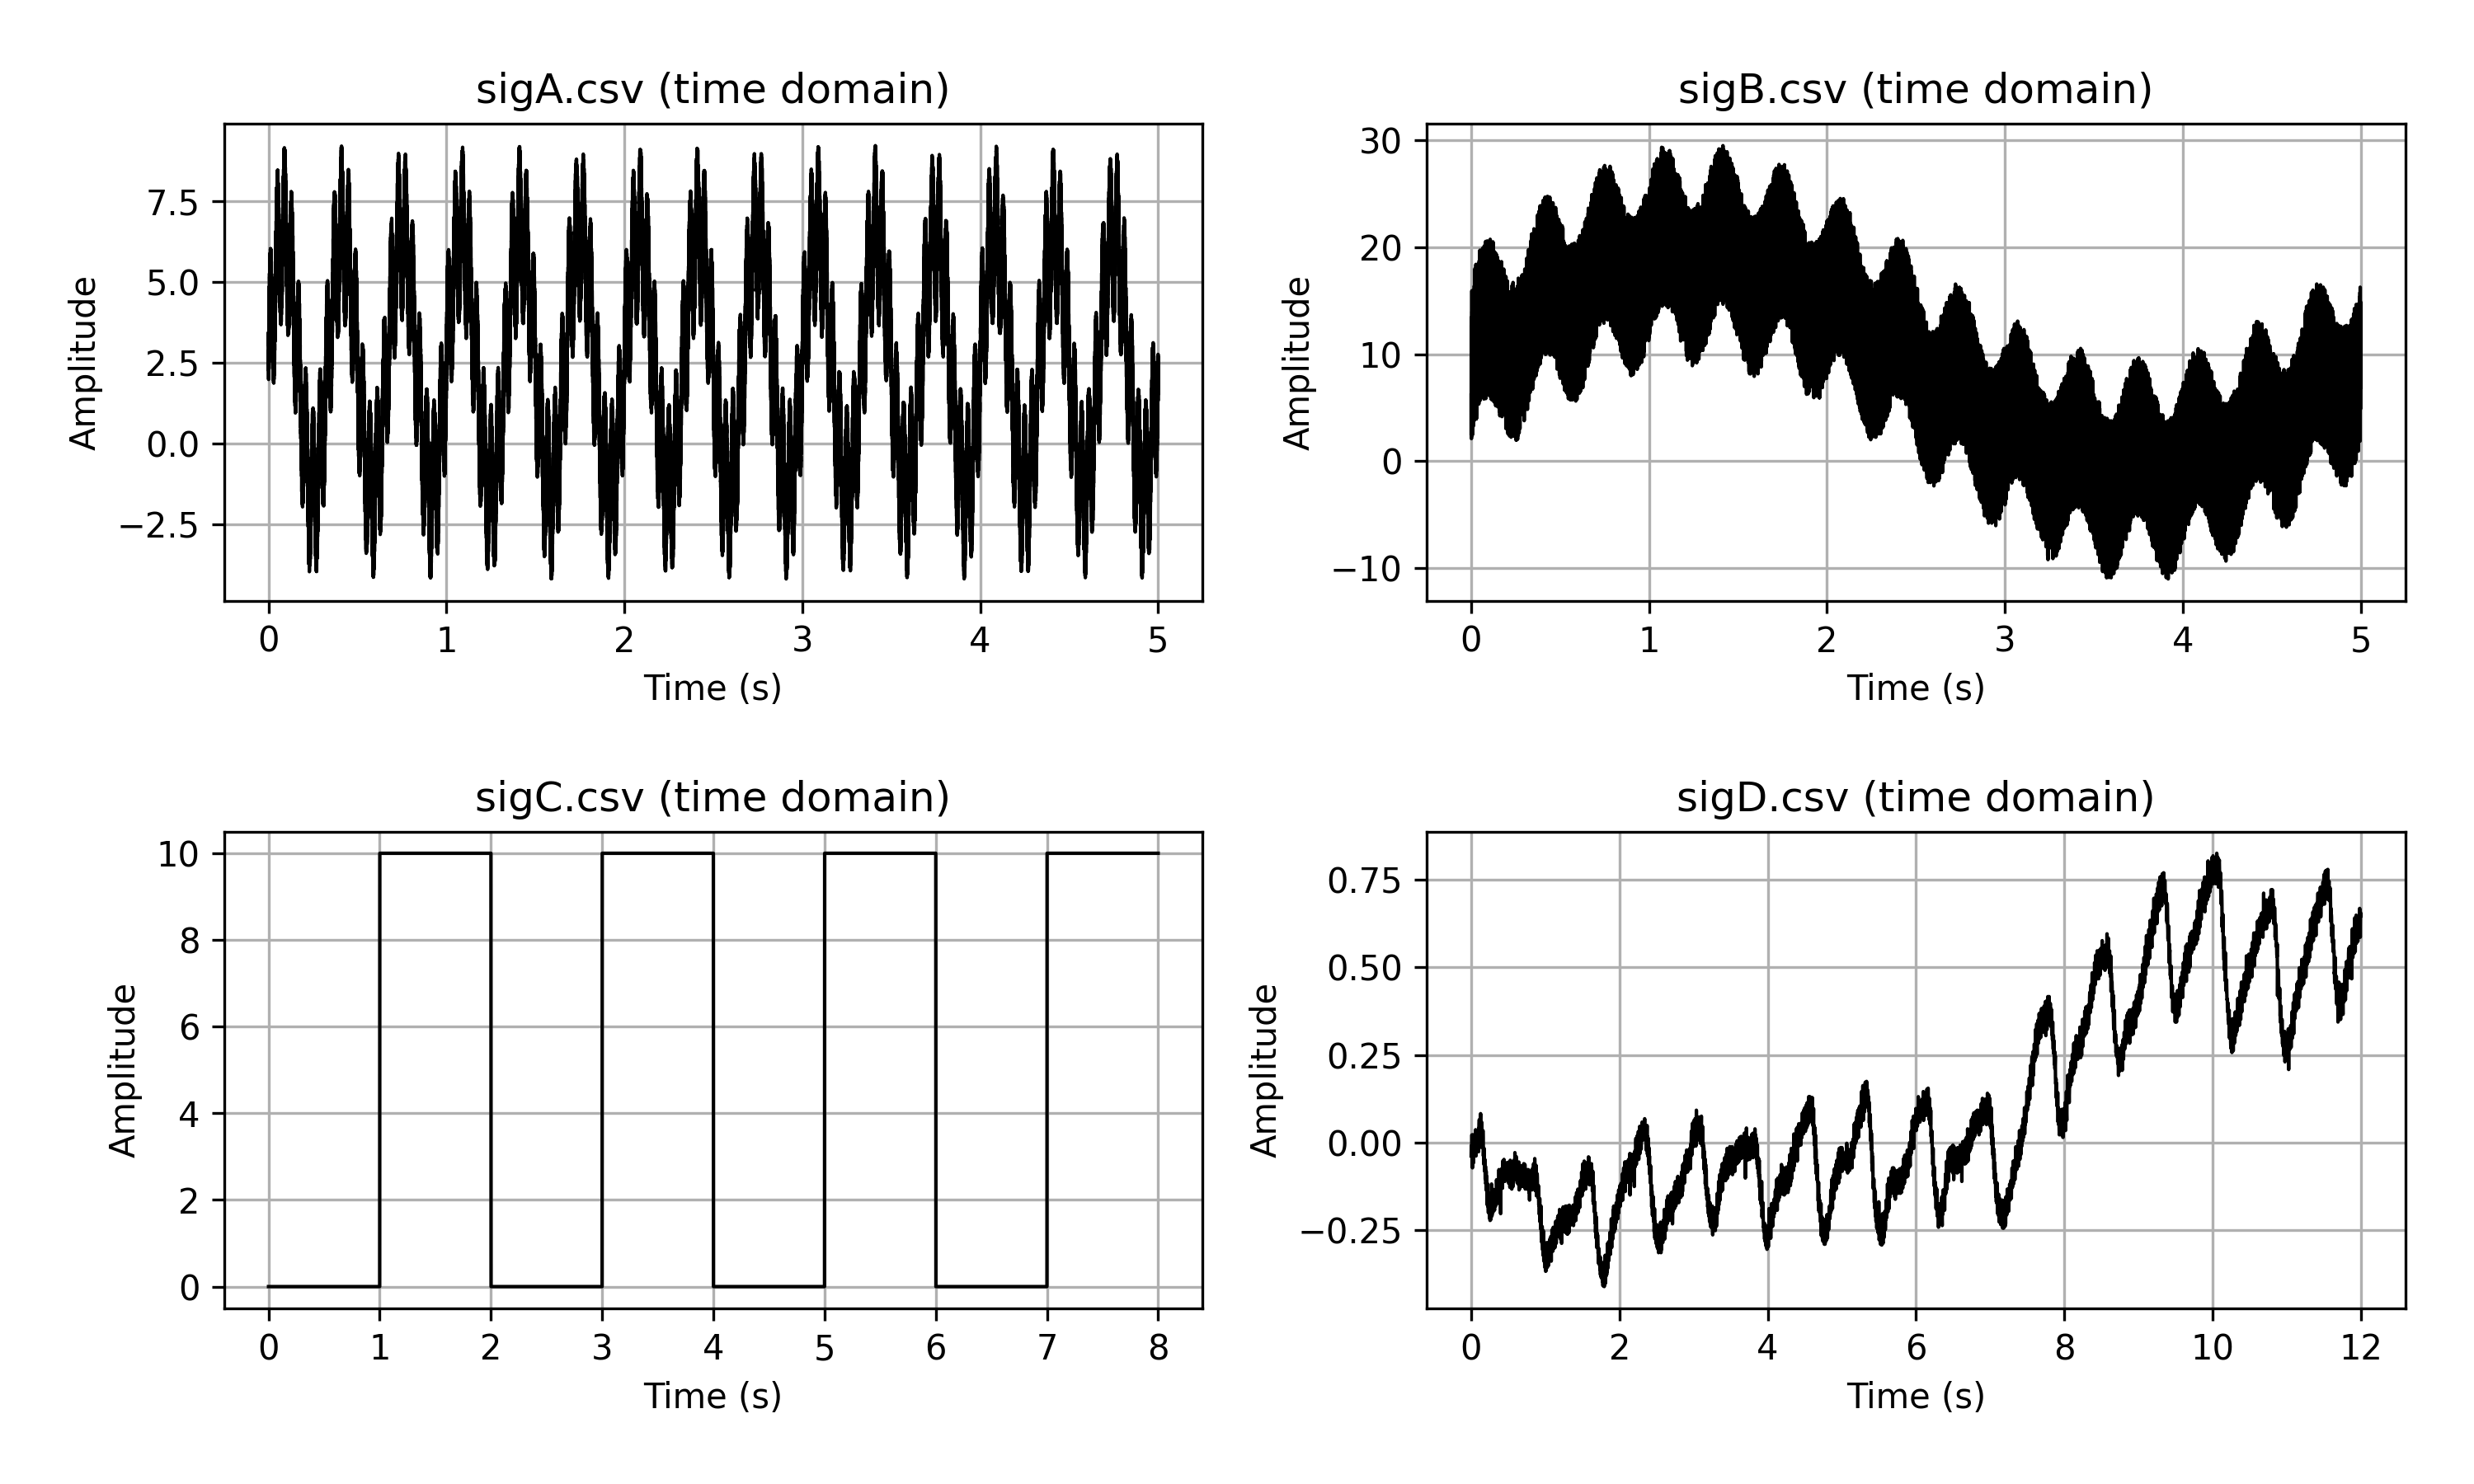 sigA.csv (time domain)
7.5
5.0
2.5
0.0
−2.5
Amplitude
0 1 2 3 4 5
Time (s)
sigB.csv (time domain)
30
20
10
0
−10
Amplitude
0 1 2 3 4 5
Time (s)
sigC.csv (time domain)
10
8
6
4
2
0
Amplitude
0 1 2 3 4 5 6 7 8
Time (s)
sigD.csv (time domain)
0.75
0.50
0.25
0.00
−0.25
Amplitude
0 2 4 6 8 10 12
Time (s)